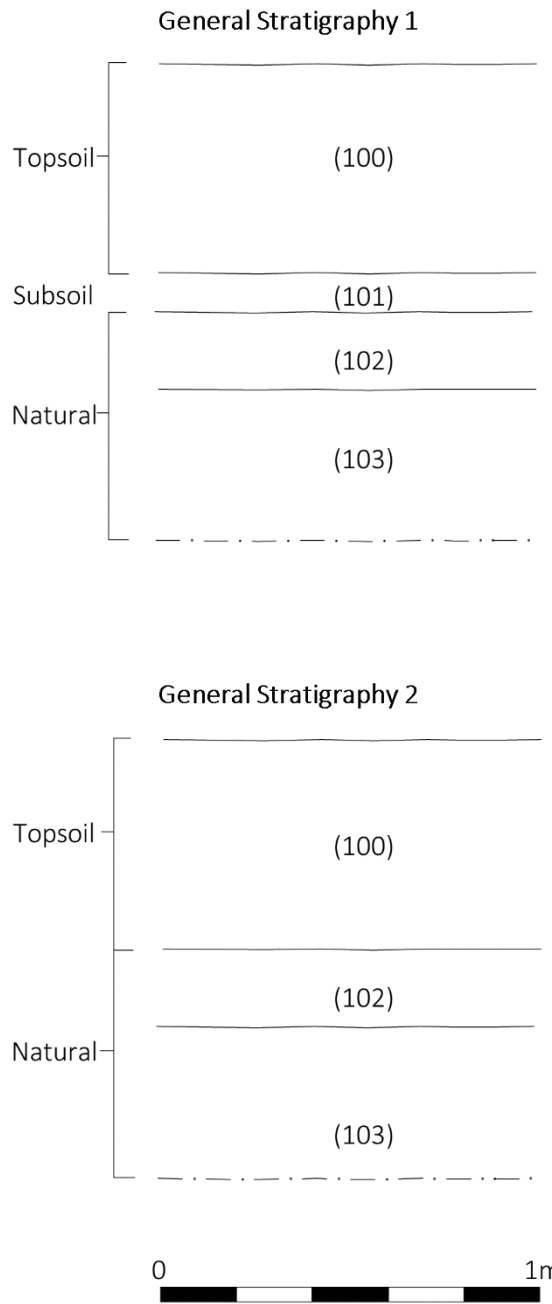 General Stratigraphy 1
Topsoil
(100)
Subsoil
(101)
(102)
Natural
(103)
General Stratigraphy 2
Topsoil
(100)
(102)
Natural
(103)
0
1m